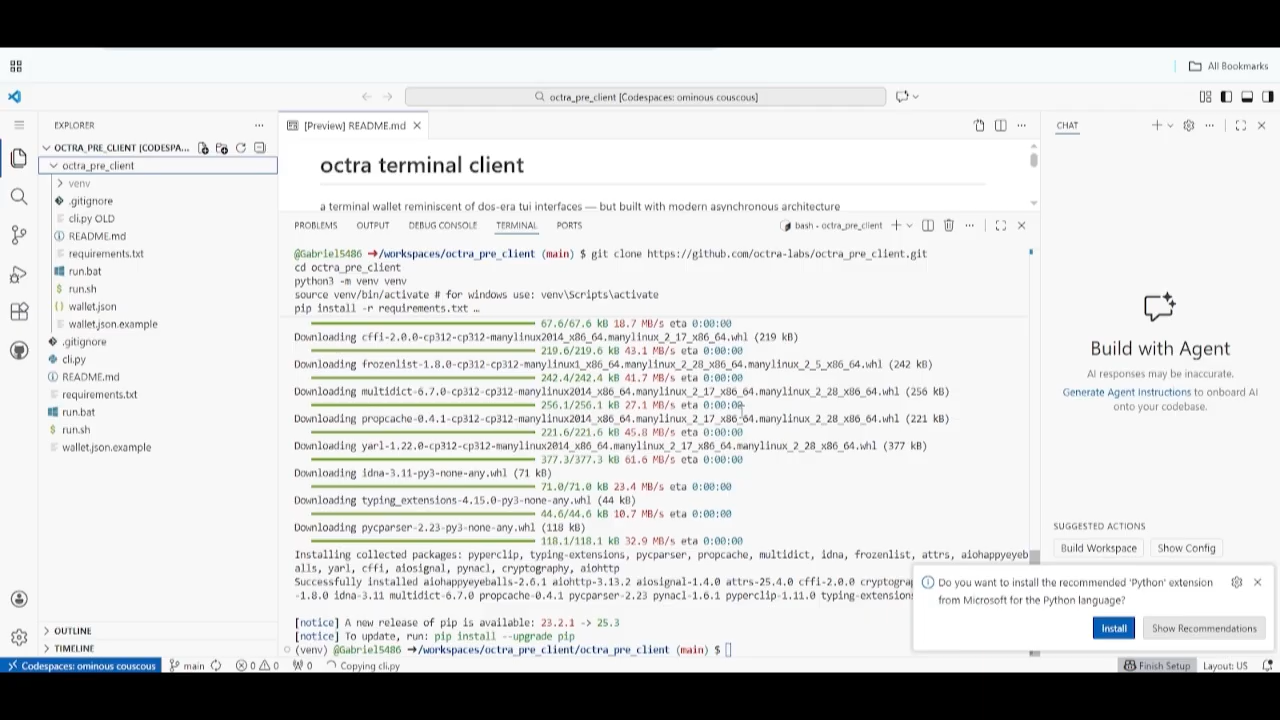 All Bookmarks
octra_pre_client [Codespaces: ominous couscous]
EXPLORER
OCTRA_PRE_CLIENT [CODESPA...
octra_pre_client
venv
.gitignore
cli.py OLD
README.md
requirements.txt
run.bat
run.sh
wallet.json
wallet.json.example
.gitignore
cli.py
README.md
requirements.txt
run.bat
run.sh
wallet.json.example
OUTLINE
TIMELINE
[Preview] README.md
octra terminal client
a terminal wallet reminiscent of dos-era tui interfaces — but built with modern asynchronous architecture
PROBLEMS OUTPUT DEBUG CONSOLE TERMINAL PORTS
bash - octra_pre_client
@Gabriel5486 ➜/workspaces/octra_pre_client (main) $ git clone https://github.com/octra-labs/octra_pre_client.git
cd octra_pre_client
python3 -m venv venv
source venv/bin/activate # for windows use: venv\Scripts\activate
pip install -r requirements.txt …
67.6/67.6 kB 18.7 MB/s eta 0:00:00
Downloading cffi-2.0.0-cp312-cp312-manylinux2014_x86_64.manylinux_2_17_x86_64.whl (219 kB)
219.6/219.6 kB 43.1 MB/s eta 0:00:00
Downloading frozenlist-1.8.0-cp312-cp312-manylinux1_x86_64.manylinux_2_28_x86_64.manylinux_2_5_x86_64.whl (242 kB)
242.4/242.4 kB 41.7 MB/s eta 0:00:00
Downloading multidict-6.7.0-cp312-cp312-manylinux2014_x86_64.manylinux_2_17_x86_64.manylinux_2_28_x86_64.whl (256 kB)
256.1/256.1 kB 27.1 MB/s eta 0:00:00
Downloading propcache-0.4.1-cp312-cp312-manylinux2014_x86_64.manylinux_2_17_x86_64.manylinux_2_28_x86_64.whl (221 kB)
221.6/221.6 kB 45.8 MB/s eta 0:00:00
Downloading yarl-1.22.0-cp312-cp312-manylinux2014_x86_64.manylinux_2_17_x86_64.manylinux_2_28_x86_64.whl (377 kB)
377.3/377.3 kB 61.6 MB/s eta 0:00:00
Downloading idna-3.11-py3-none-any.whl (71 kB)
71.0/71.0 kB 23.4 MB/s eta 0:00:00
Downloading typing_extensions-4.15.0-py3-none-any.whl (44 kB)
44.6/44.6 kB 10.7 MB/s eta 0:00:00
Downloading pycparser-2.23-py3-none-any.whl (118 kB)
118.1/118.1 kB 32.9 MB/s eta 0:00:00
Installing collected packages: pyperclip, typing-extensions, pycparser, propcache, multidict, idna, frozenlist, attrs, aiohappyeyeb
alls, yarl, cffi, aiosignal, pynacl, cryptography, aiohttp
Successfully installed aiohappyeyeballs-2.6.1 aiohttp-3.13.2 aiosignal-1.4.0 attrs-25.4.0 cffi-2.0.0 cryptogra
-1.8.0 idna-3.11 multidict-6.7.0 propcache-0.4.1 pycparser-2.23 pynacl-1.6.1 pyperclip-1.11.0 typing-extensions
[notice] A new release of pip is available: 23.2.1 -> 25.3
[notice] To update, run: pip install --upgrade pip
(venv) @Gabriel5486 ➜/workspaces/octra_pre_client/octra_pre_client (main) $
CHAT
Build with Agent
AI responses may be inaccurate.
Generate Agent Instructions to onboard AI
onto your codebase.
SUGGESTED ACTIONS
Build Workspace Show Config
Do you want to install the recommended 'Python' extension
from Microsoft for the Python language?
Install Show Recommendations
Codespaces: ominous couscous main 0 0 0 Copying cli.py Finish Setup Layout: US